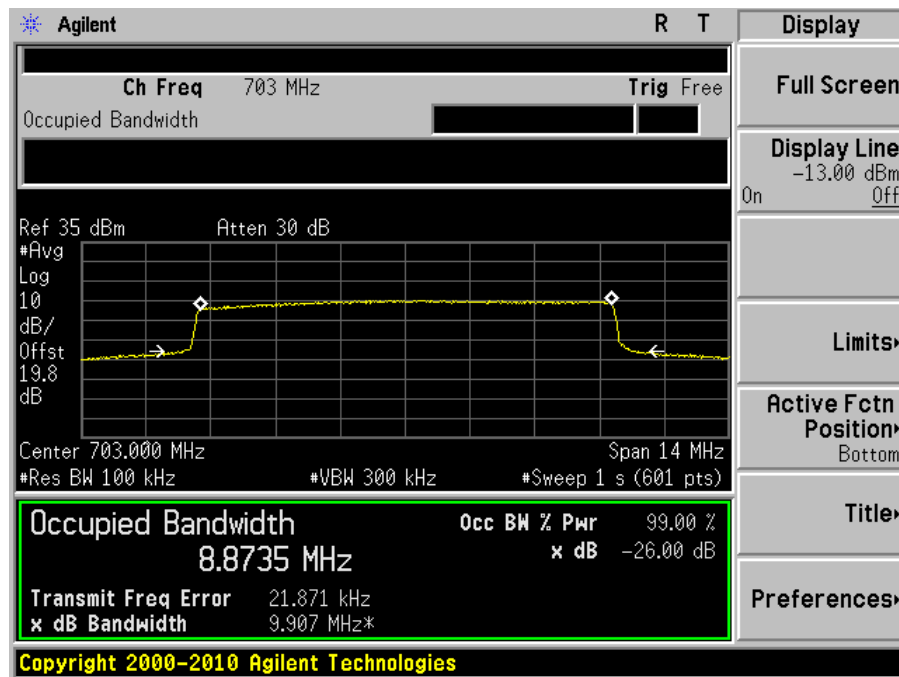 Agilent R T
Ch Freq 703 MHz Trig Free
Occupied Bandwidth
Ref 35 dBm Atten 30 dB
#Avg
Log
10
dB/
Offst
19.8
dB
Center 703.000 MHz Span 14 MHz
#Res BW 100 kHz #VBW 300 kHz #Sweep 1 s (601 pts)
Occupied Bandwidth Occ BW % Pwr 99.00 %
8.8735 MHz x dB -26.00 dB
Transmit Freq Error 21.871 kHz
x dB Bandwidth 9.907 MHz*
Copyright 2000-2010 Agilent Technologies
Display
Full Screen
Display Line
-13.00 dBm
On Off
Limits
Active Fctn
Position
Bottom
Title
Preferences